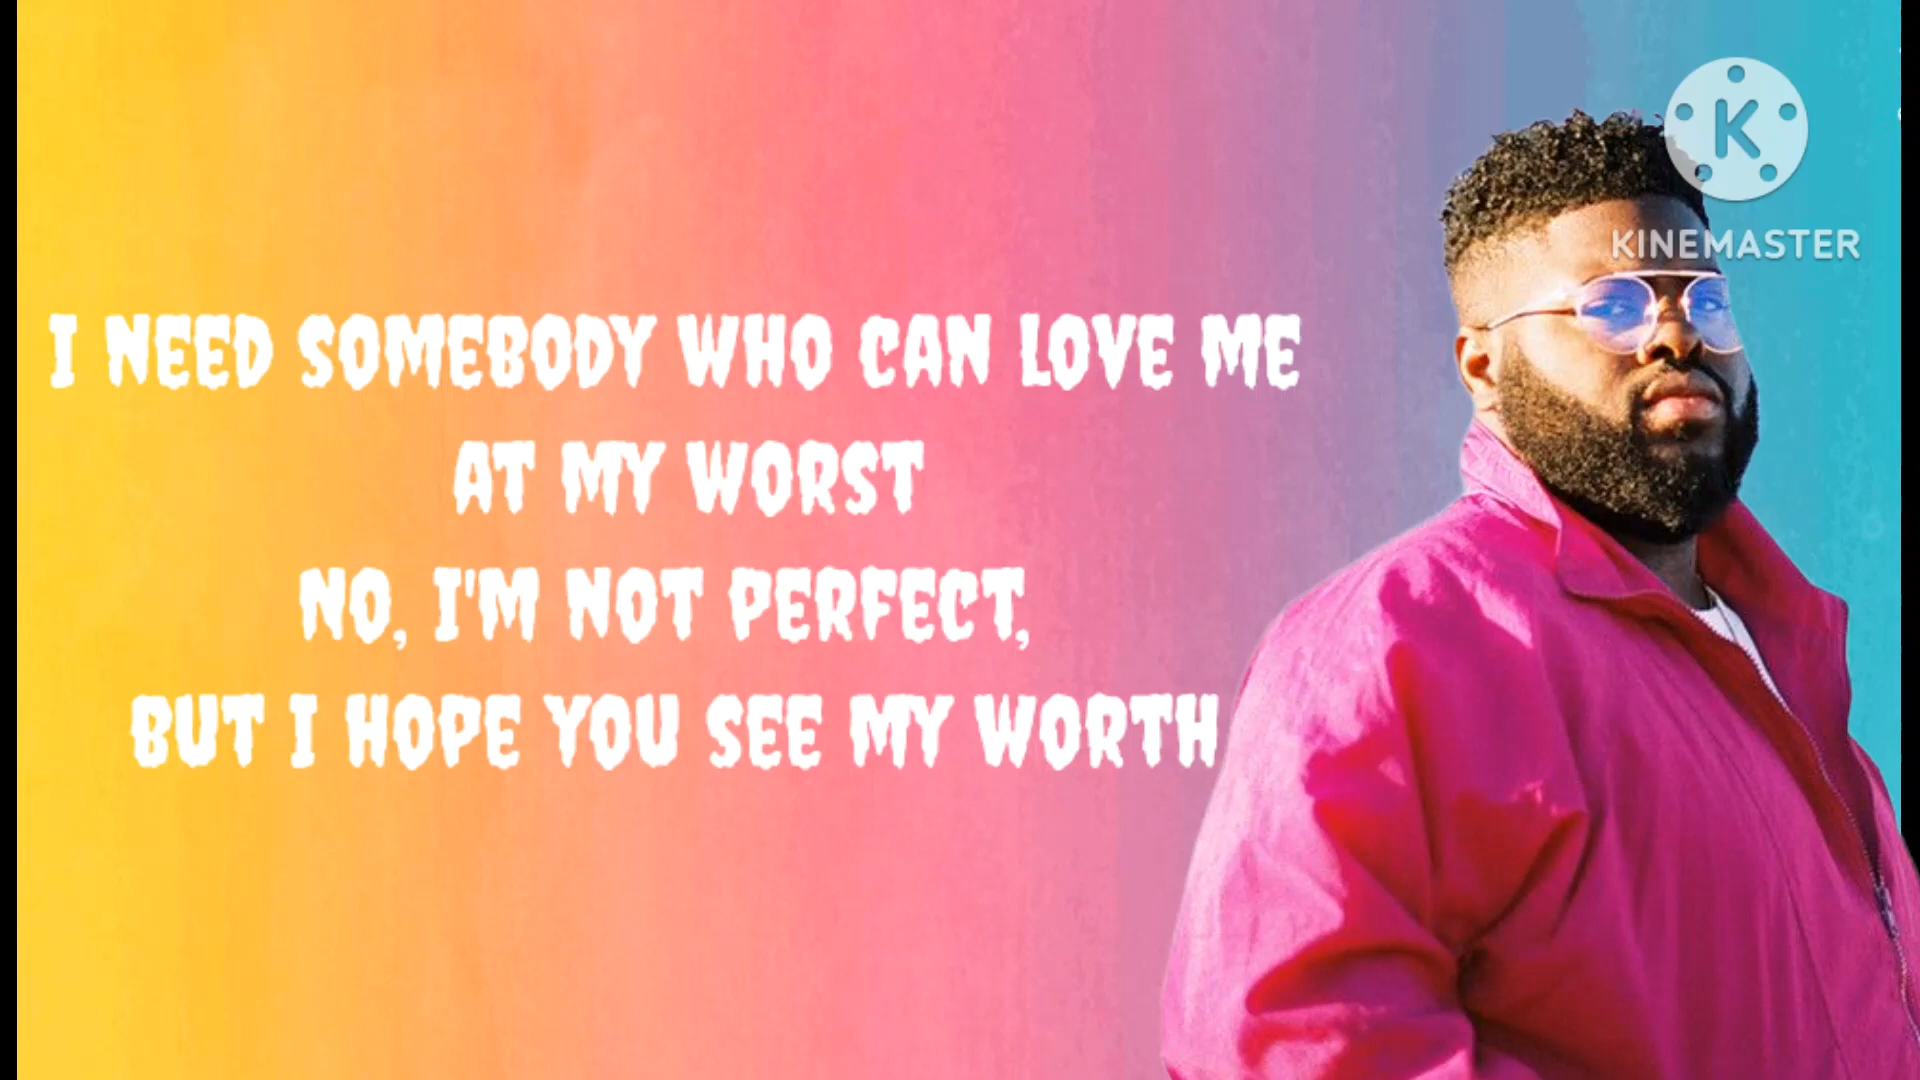 K
KINEMASTER
I NEED SOMEBODY WHO CAN LOVE ME
AT MY WORST
NO, I'M NOT PERFECT,
BUT I HOPE YOU SEE MY WORTH